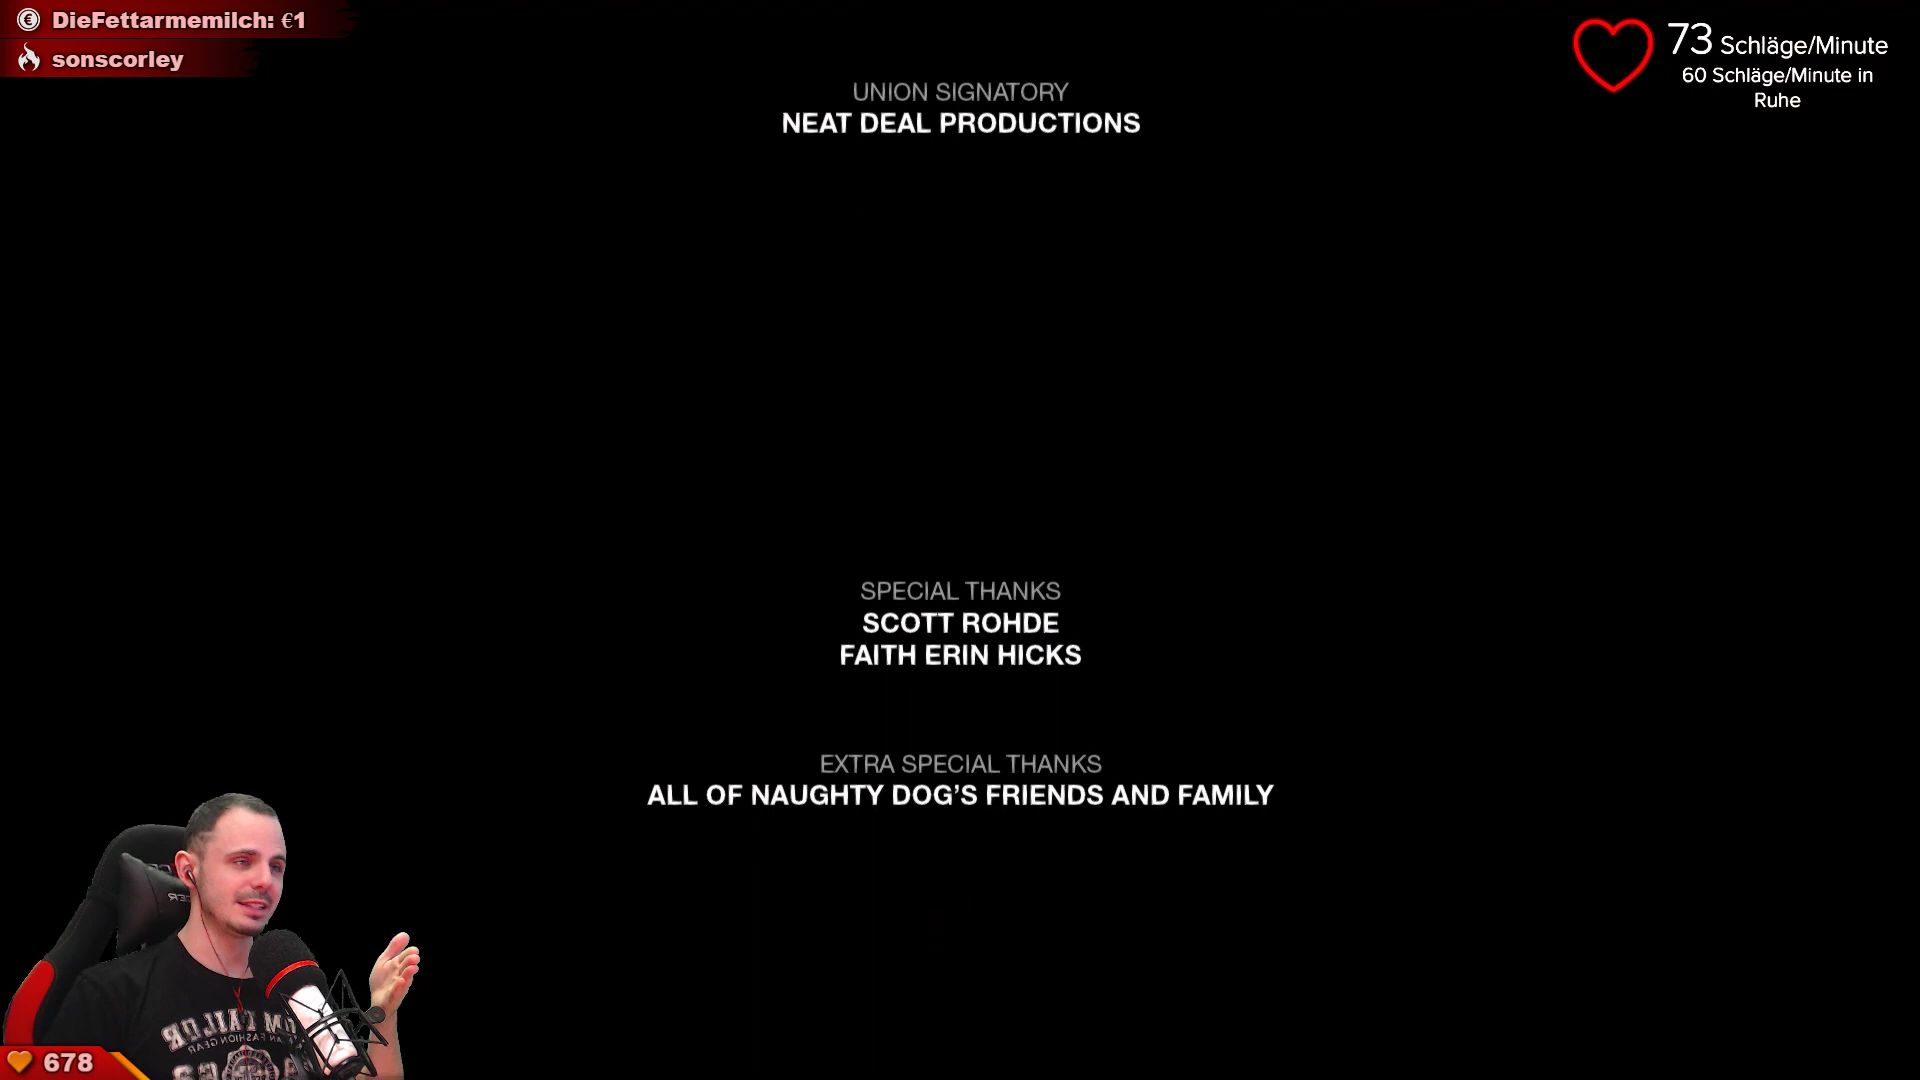 DieFettarmemilch: €1
sonscorley
73 Schläge/Minute
60 Schläge/Minute in
Ruhe
UNION SIGNATORY
NEAT DEAL PRODUCTIONS
SPECIAL THANKS
SCOTT ROHDE
FAITH ERIN HICKS
EXTRA SPECIAL THANKS
ALL OF NAUGHTY DOG’S FRIENDS AND FAMILY
678